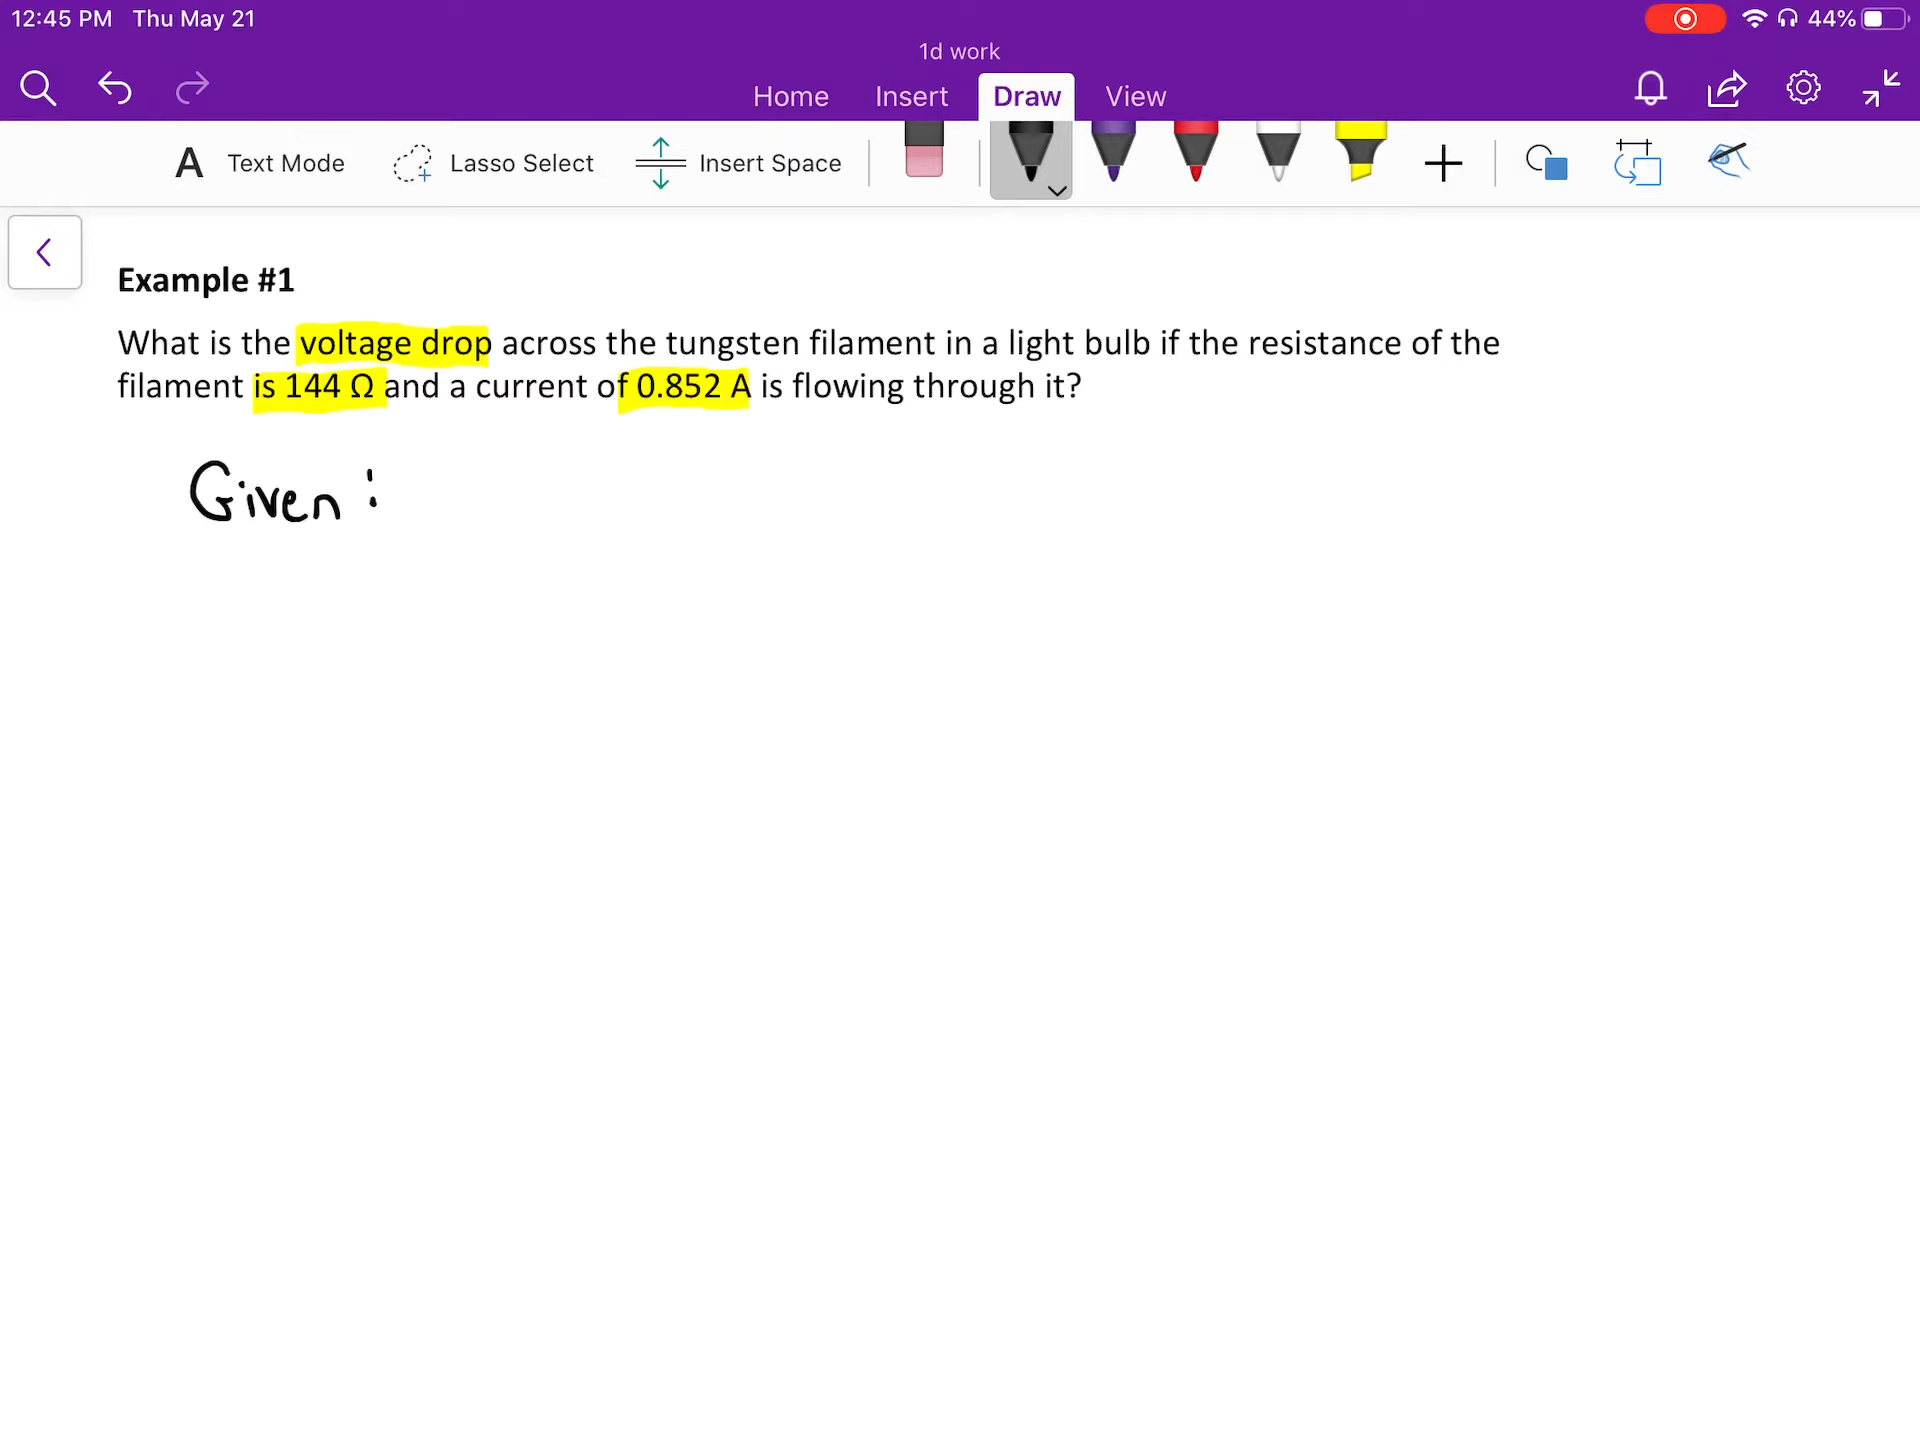 12:45 PM Thu May 21
44%
1d work
Home Insert Draw View
A Text Mode Lasso Select Insert Space
Example #1
What is the voltage drop across the tungsten filament in a light bulb if the resistance of the
filament is 144 Ω and a current of 0.852 A is flowing through it?
Given :